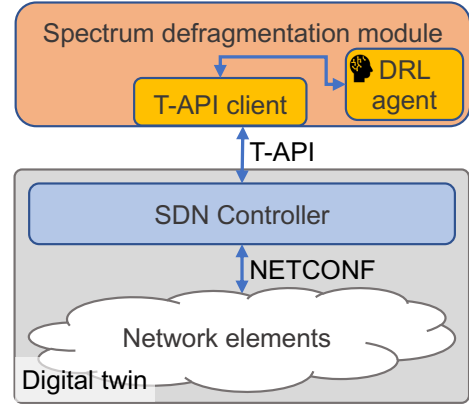 Spectrum defragmentation module
DRL
agent
T-API client
T-API
SDN Controller
NETCONF
Network elements
Digital twin